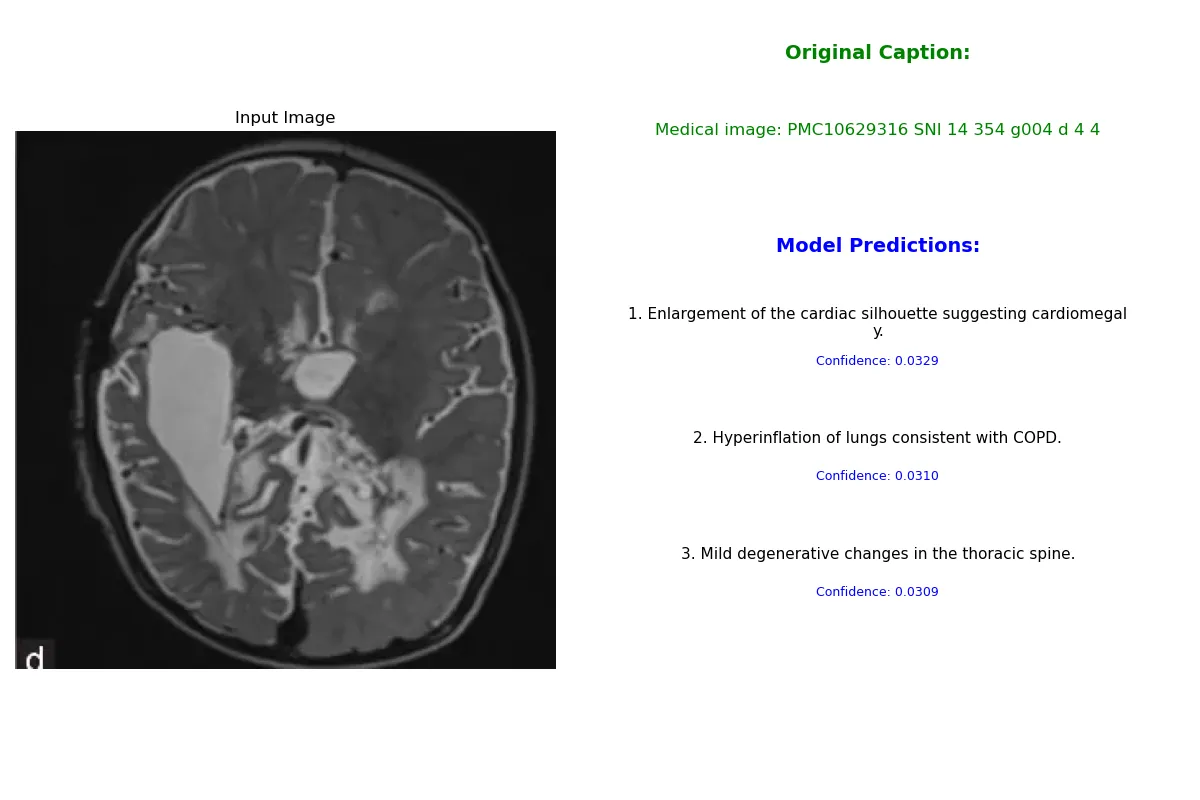 Input Image
d
Original Caption:
Medical image: PMC10629316 SNI 14 354 g004 d 4 4
Model Predictions:
1. Enlargement of the cardiac silhouette suggesting cardiomegal
y.
Confidence: 0.0329
2. Hyperinflation of lungs consistent with COPD.
Confidence: 0.0310
3. Mild degenerative changes in the thoracic spine.
Confidence: 0.0309